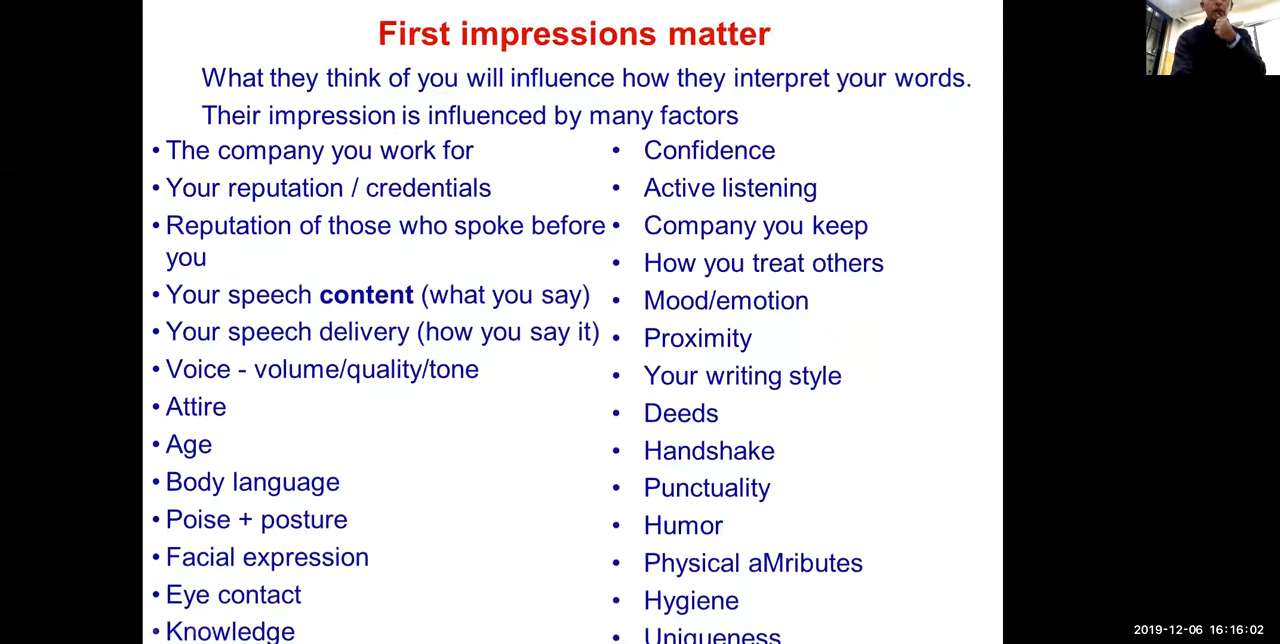 First impressions matter
What they think of you will influence how they interpret your words.
Their impression is influenced by many factors
• The company you work for
• Your reputation / credentials
• Reputation of those who spoke before
you
• Your speech content (what you say)
• Your speech delivery (how you say it)
• Voice - volume/quality/tone
• Attire
• Age
• Body language
• Poise + posture
• Facial expression
• Eye contact
• Knowledge
• Confidence
• Active listening
• Company you keep
• How you treat others
• Mood/emotion
• Proximity
• Your writing style
• Deeds
• Handshake
• Punctuality
• Humor
• Physical aMributes
• Hygiene
• Uniqueness
2019-12-06 16:16:02